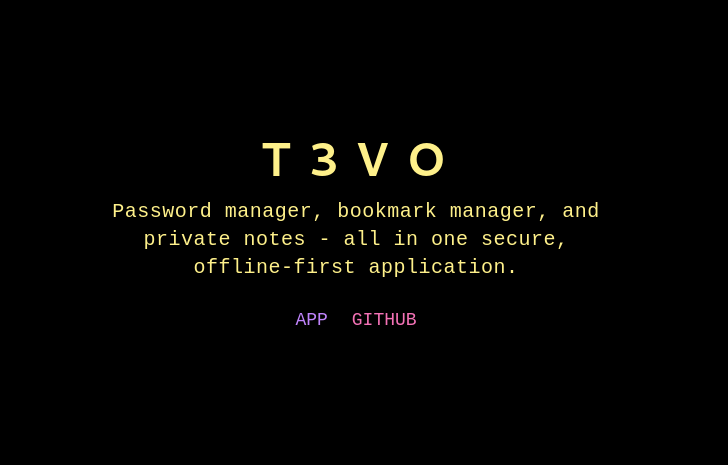 T3VO
Password manager, bookmark manager, and
private notes - all in one secure,
offline-first application.
APP GITHUB